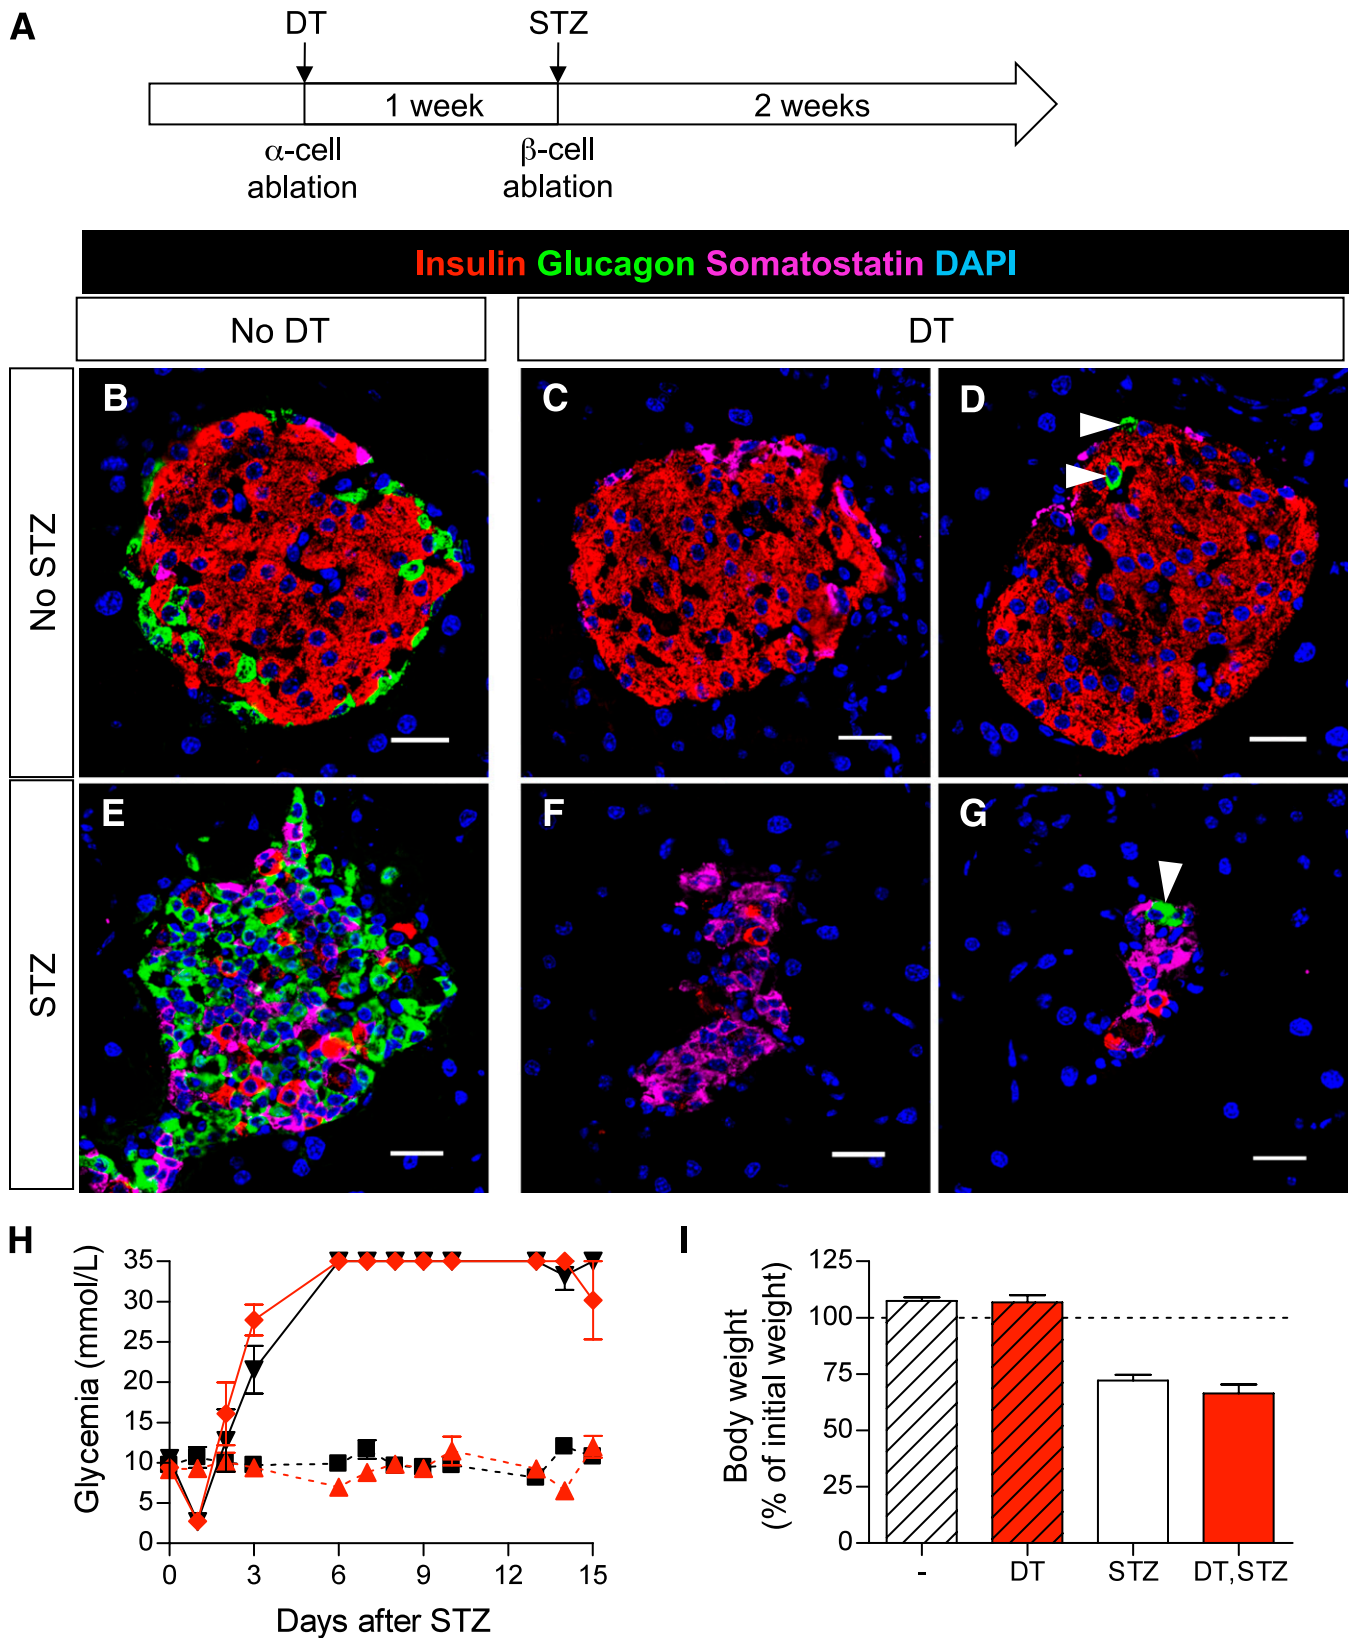 A
DT
STZ
1 week
2 weeks
α-cell
ablation
β-cell
ablation
Insulin Glucagon Somatostatin DAPI
No DT
DT
No STZ
STZ
B
C
D
E
F
G
H
Glycemia (mmol/L)
35
30
25
20
15
10
5
0
0
3
6
9
12
15
Days after STZ
I
Body weight
(% of initial weight)
125
100
75
50
25
0
-
DT
STZ
DT,STZ